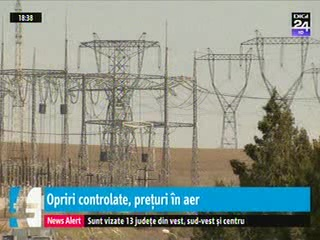 18:38
DIGI
24
HD
Opriri controlate, prețuri în aer
News Alert
Sunt vizate 13 județe din vest, sud-vest și centru